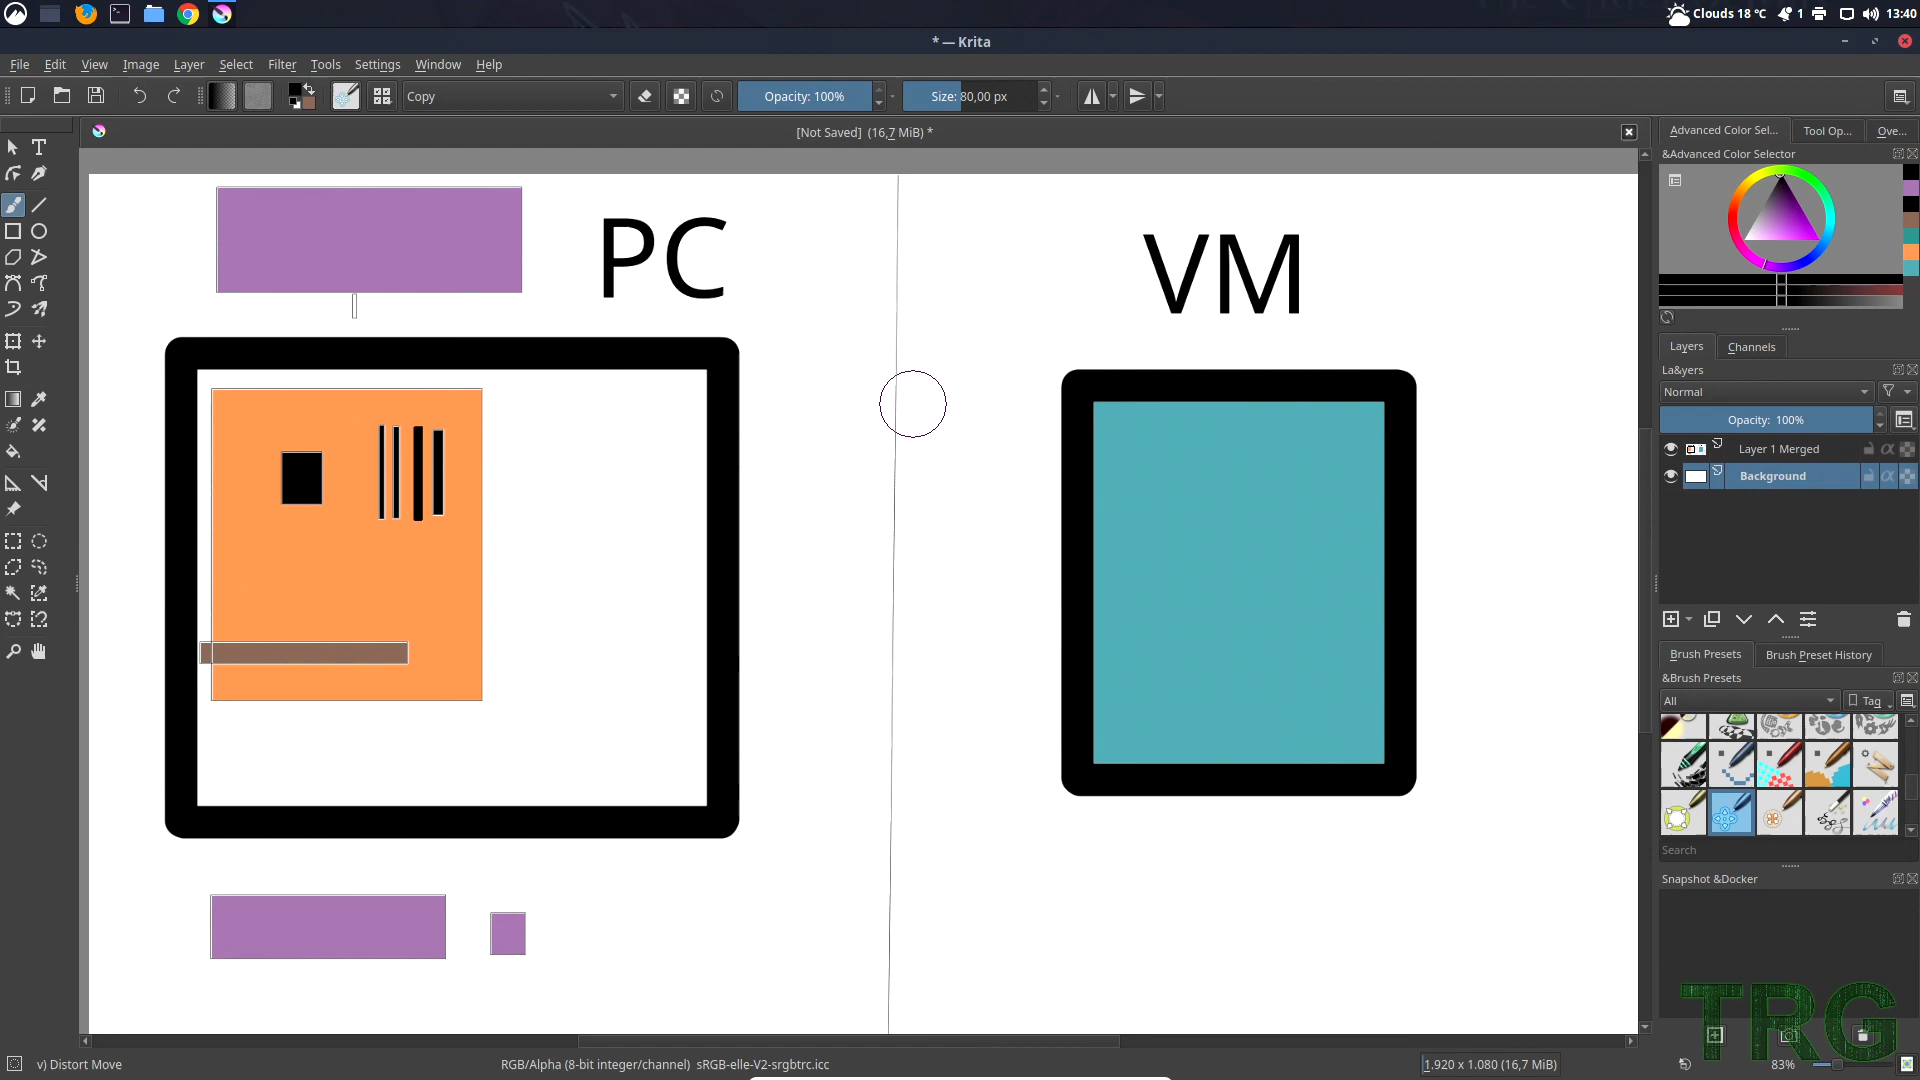 Clouds 18 °C
1
13:40
* — Krita
File Edit View Image Layer Select Filter Tools Settings Window Help
Copy
Opacity: 100%
Size: 80,00 px
[Not Saved] (16,7 MiB) *
Advanced Color Sel...
Tool Op...
Ove...
&Advanced Color Selector
PC
VM
Layers
Channels
La&yers
Normal
Opacity: 100%
Layer 1 Merged
Background
Brush Presets
Brush Preset History
&Brush Presets
All
Tag
Search
Snapshot &Docker
TRG
v) Distort Move
RGB/Alpha (8-bit integer/channel) sRGB-elle-V2-srgbtrc.icc
1.920 x 1.080 (16,7 MiB)
83%